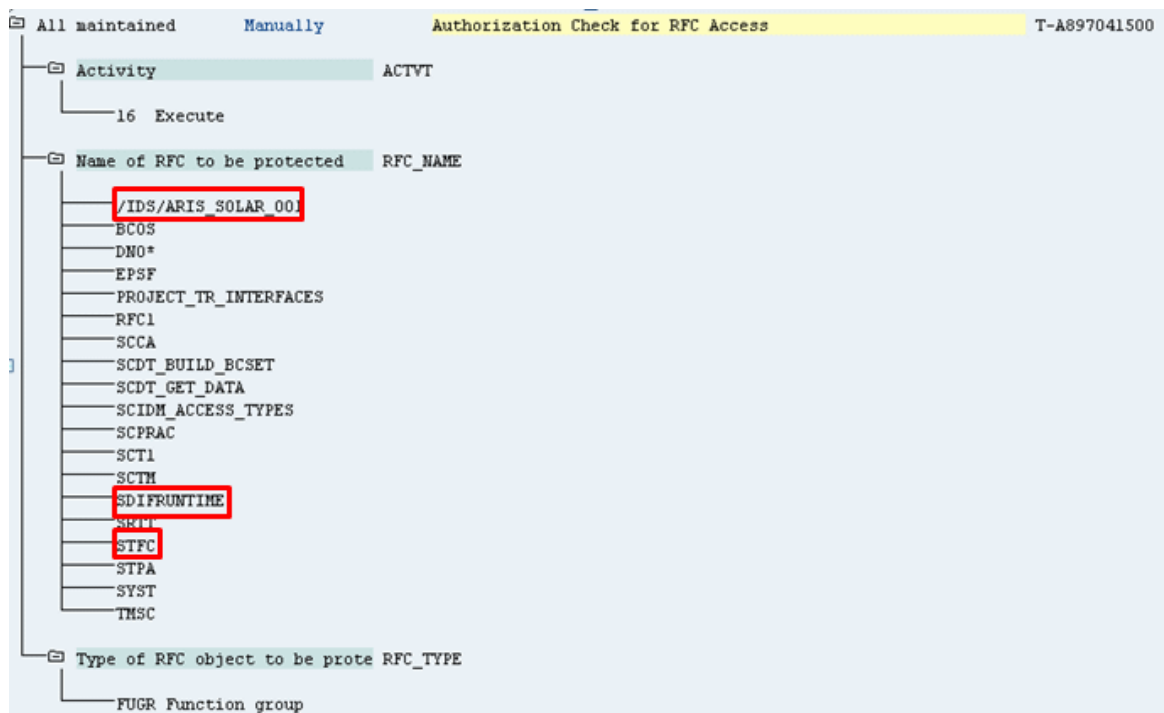 All maintained Manually Authorization Check for RFC Access T-A897041500
Activity ACTVT
16 Execute
Name of RFC to be protected RFC_NAME
/IDS/ARIS_SOLAR_001
BCOS
DNO*
EPSF
PROJECT_TR_INTERFACES
RFC1
SCCA
SCDT_BUILD_BCSET
SCDT_GET_DATA
SCIDM_ACCESS_TYPES
SCPRAC
SCT1
SCTM
SDIFRUNTIME
SRTT
STFC
STPA
SYST
TMSC
Type of RFC object to be prote RFC_TYPE
FUGR Function group